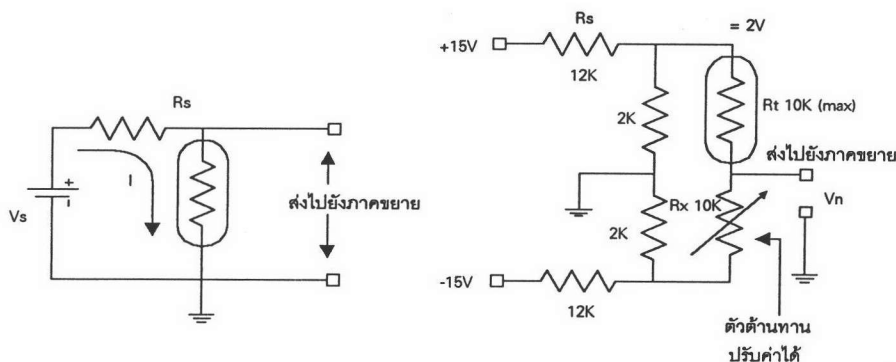 Rs
I
+
-
Vs
ส่งไปยังภาคขยาย
Rs
= 2V
+15V
12K
2K
Rt 10K (max)
ส่งไปยังภาคขยาย
Rx 10K
Vn
2K
-15V
12K
ตัวต้านทาน
ปรับค่าได้